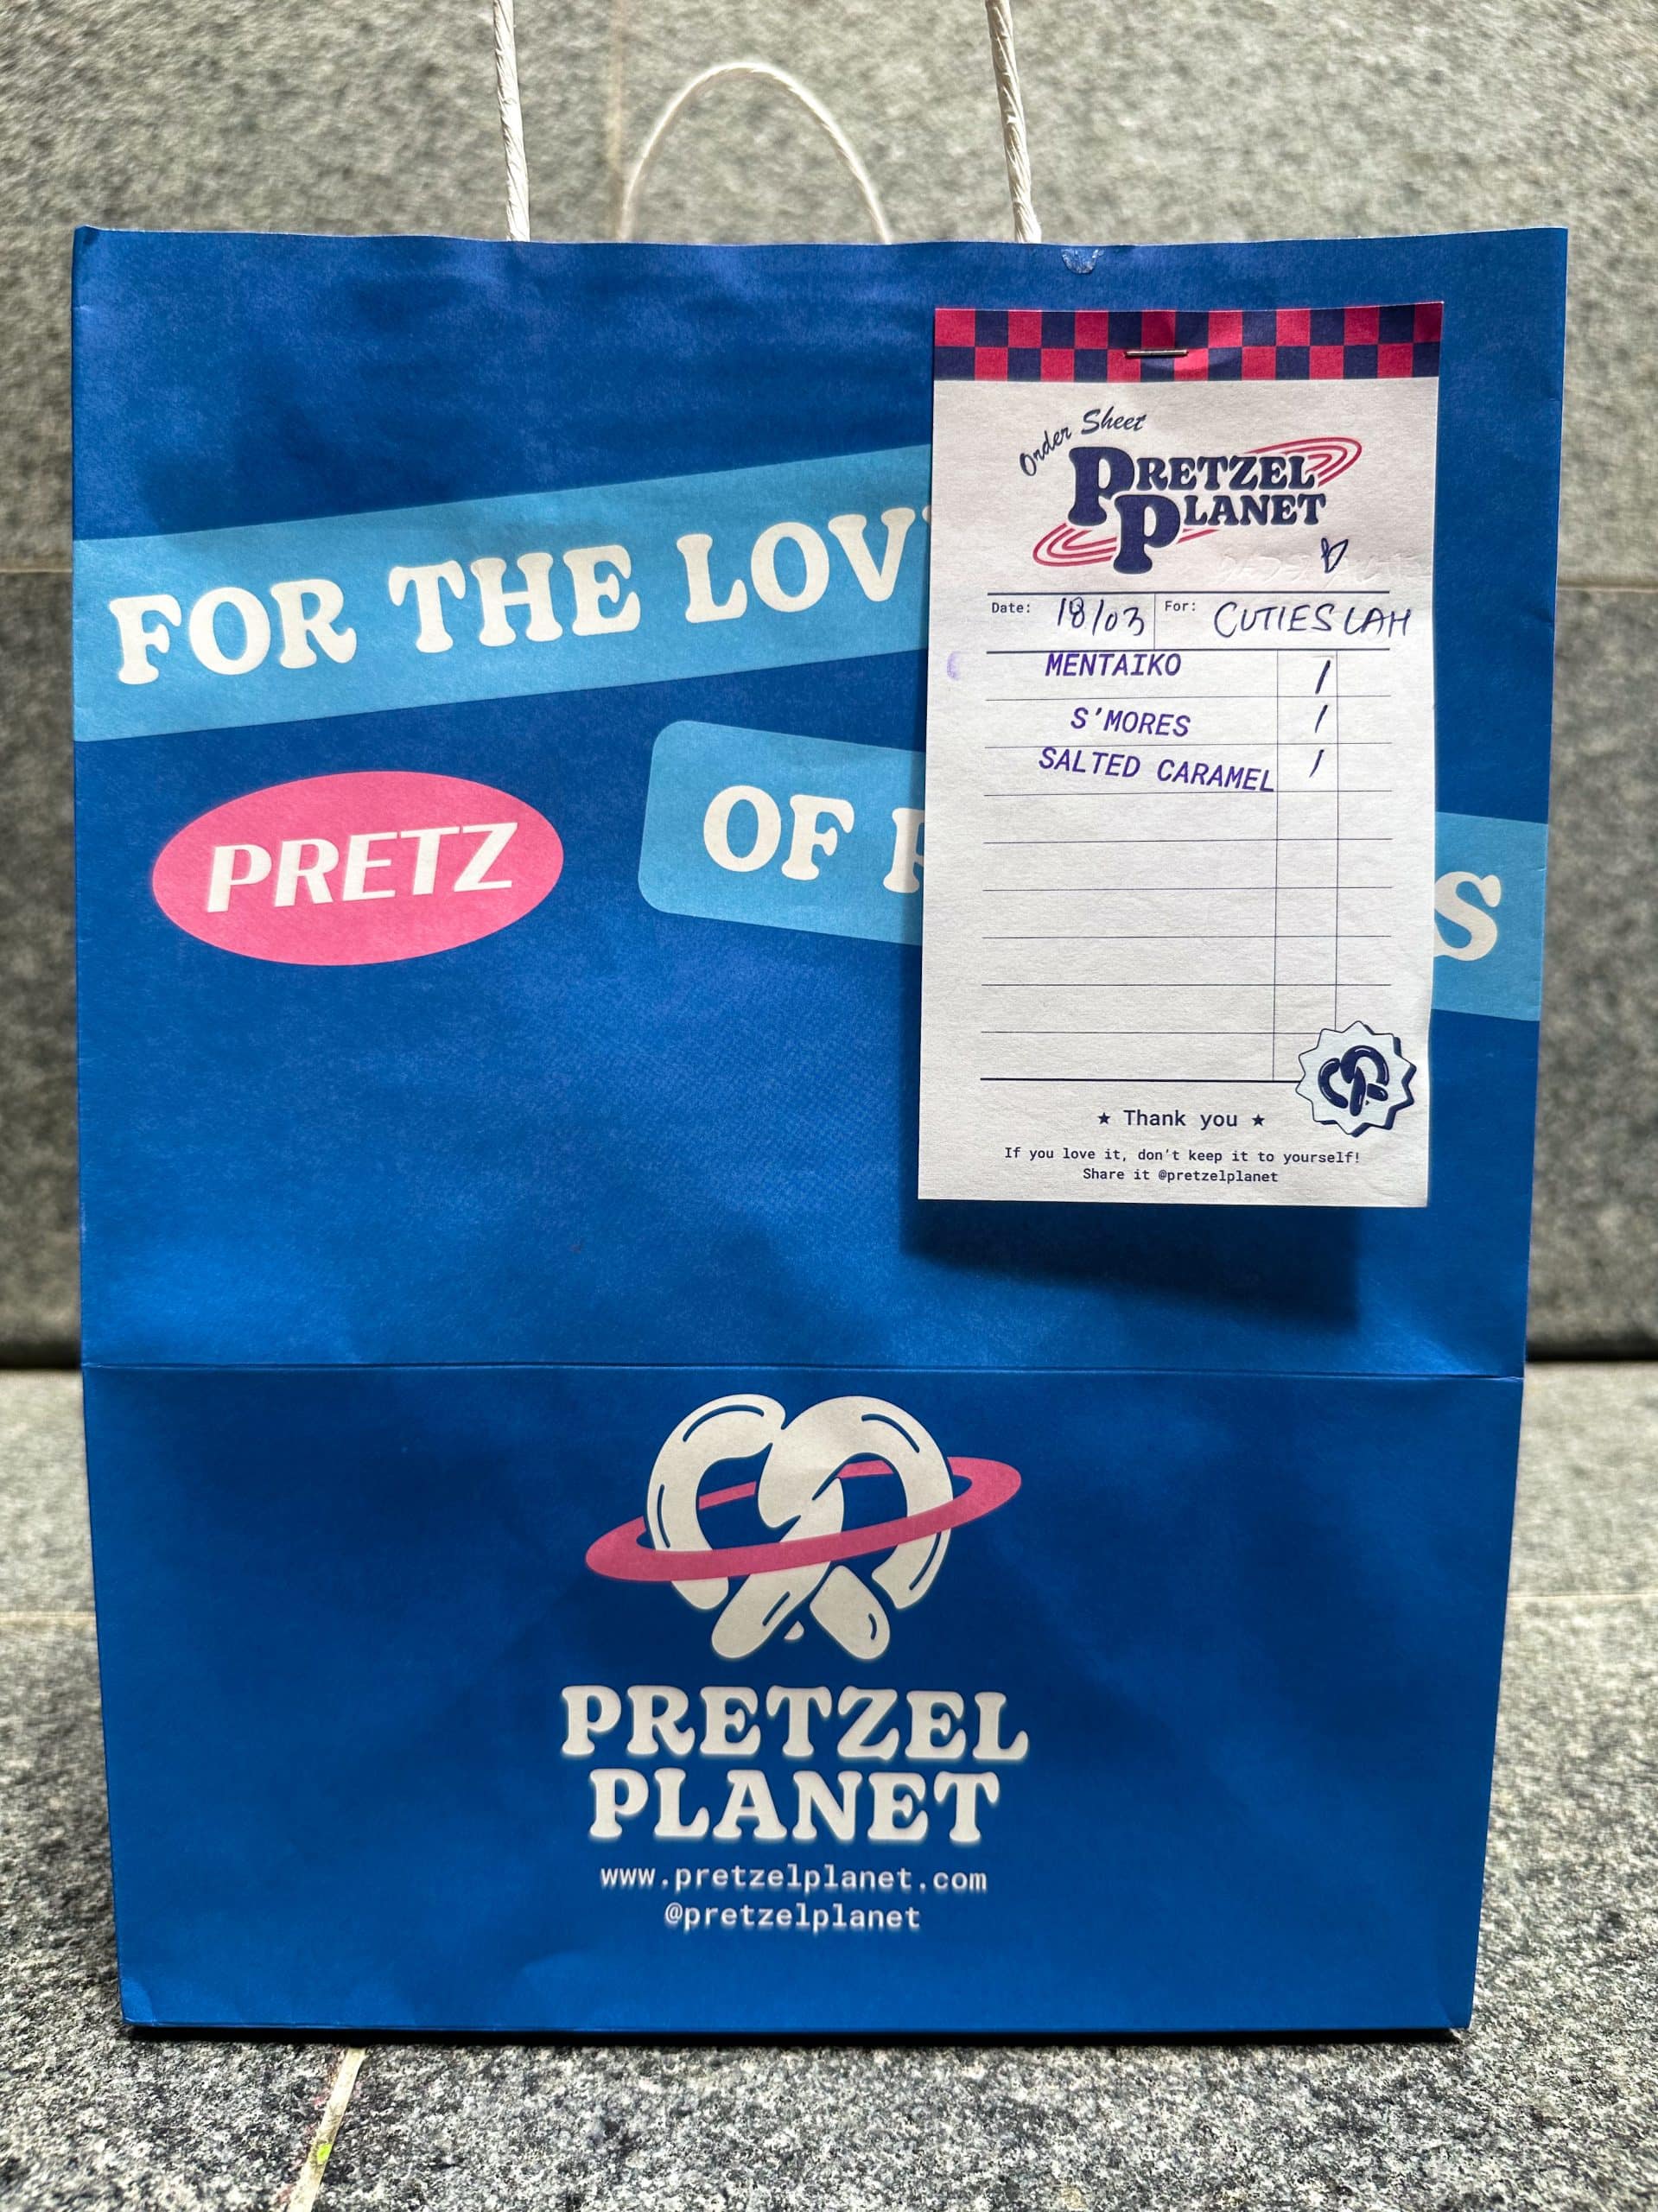 FOR THE LOV
PRETZ
OF
S
Order Sheet
PRETZEL
PLANET
Date: 18/03 For: CUTIES LAH
MENTAIKO 1
S'MORES 1
SALTED CARAMEL 1
★ Thank you ★
If you love it, don't keep it to yourself!
Share it @pretzelplanet
PRETZEL
PLANET
www.pretzelplanet.com
@pretzelplanet